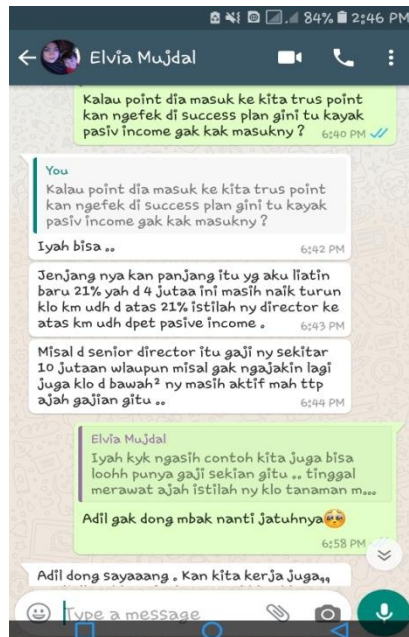 84% 2:46 PM
Elvia Mujdal
Kalau point dia masuk ke kita trus point
kan ngefek di success plan gini tu kayak
pasiv income gak kak masukny ? 6:40 PM
You
Kalau point dia masuk ke kita trus point
kan ngefek di success plan gini tu kayak
pasiv income gak kak masukny ?
Iyah bisa .. 6:42 PM
Jenjang nya kan panjang itu yg aku liatin
baru 21% yah d 4 jutaa ini masih naik turun
klo km udh d atas 21% istilah ny director ke
atas km udh dpet pasive income . 6:43 PM
Misal d senior director itu gaji ny sekitar
10 jutaan wlaupun misal gak ngajakin lagi
juga klo d bawah² ny masih aktif mah ttp
ajah gajian gitu .. 6:44 PM
Elvia Mujdal
Iyah kyk ngasih contoh kita juga bisa
loohh punya gaji sekian gitu .. tinggal
merawat ajah istilah ny klo tanaman m...
Adil gak dong mbak nanti jatuhnya🥺
6:58 PM
Adil dong sayaaang . Kan kita kerja juga,,
Type a message